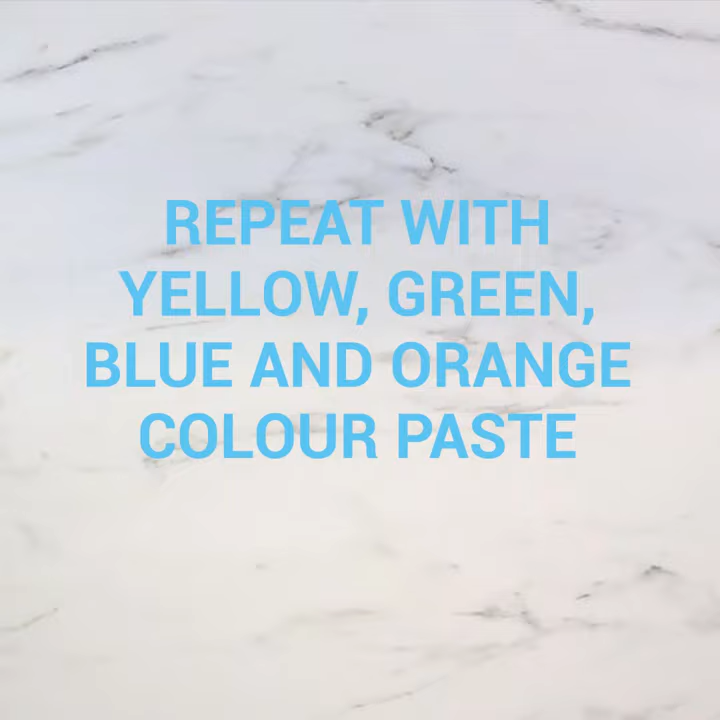 REPEAT WITH
YELLOW, GREEN,
BLUE AND ORANGE
COLOUR PASTE